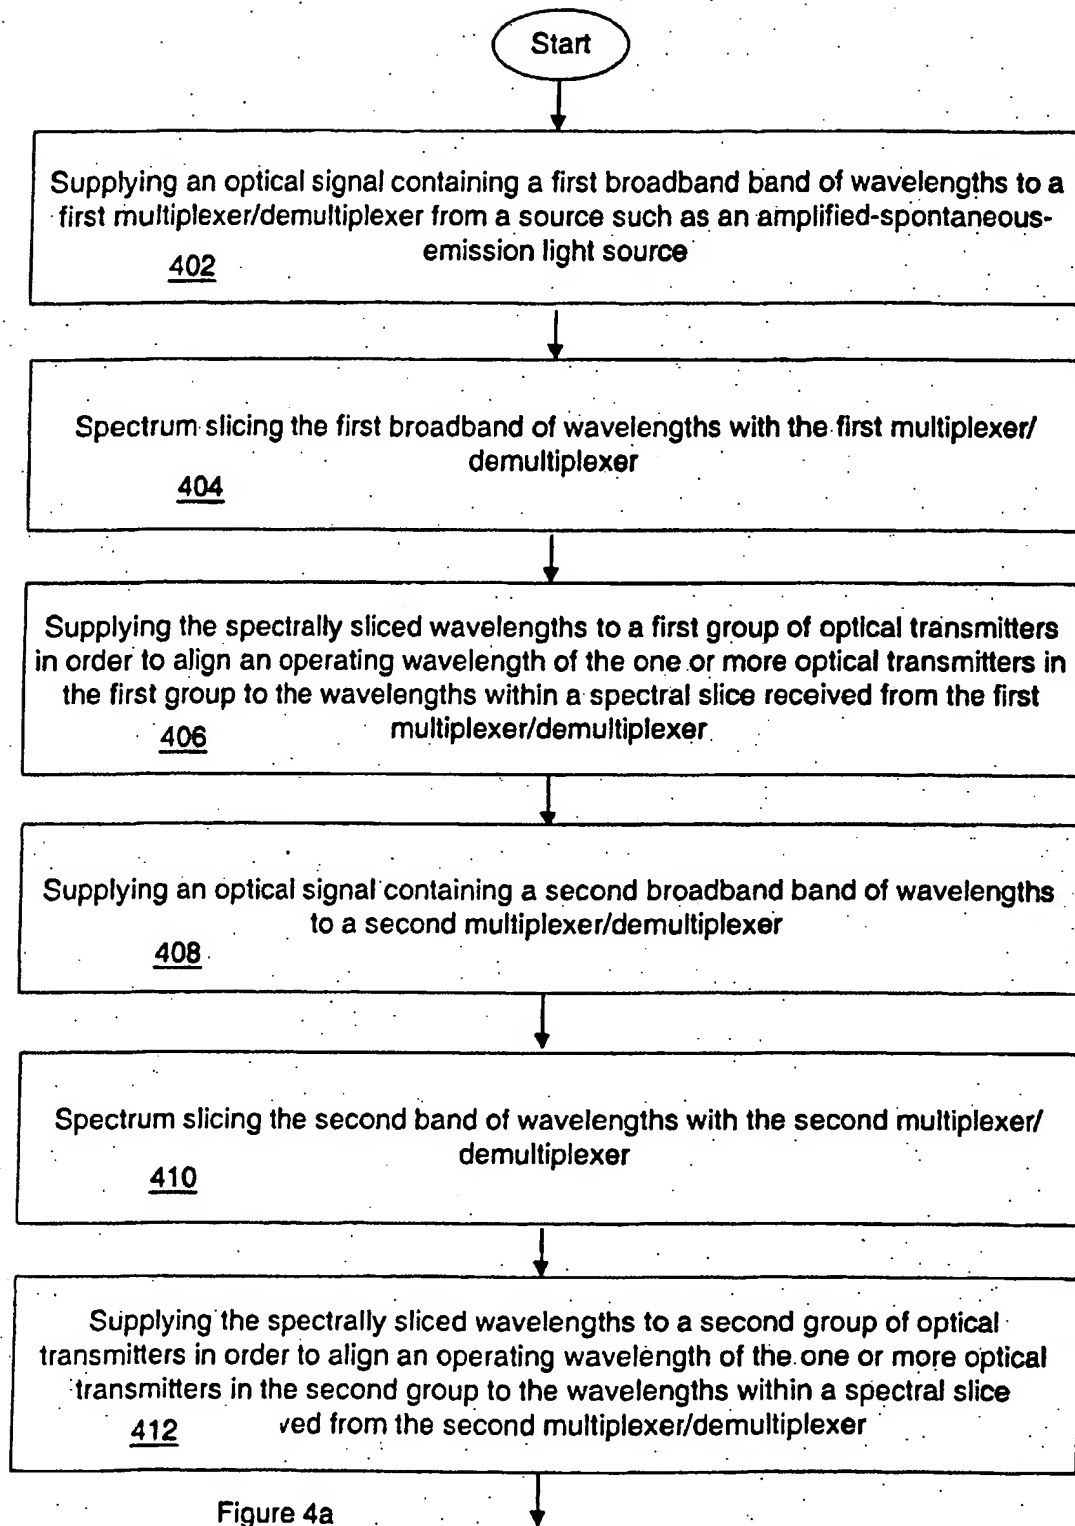 Start
Supplying an optical signal containing a first broadband band of wavelengths to a
first multiplexer/demultiplexer from a source such as an amplified-spontaneous-
emission light source
402
Spectrum slicing the first broadband of wavelengths with the first multiplexer/
demultiplexer
404
Supplying the spectrally sliced wavelengths to a first group of optical transmitters
in order to align an operating wavelength of the one or more optical transmitters in
the first group to the wavelengths within a spectral slice received from the first
multiplexer/demultiplexer
406
Supplying an optical signal containing a second broadband band of wavelengths
to a second multiplexer/demultiplexer
408
Spectrum slicing the second band of wavelengths with the second multiplexer/
demultiplexer
410
Supplying the spectrally sliced wavelengths to a second group of optical
transmitters in order to align an operating wavelength of the one or more optical
transmitters in the second group to the wavelengths within a spectral slice
ved from the second multiplexer/demultiplexer
412
Figure 4a